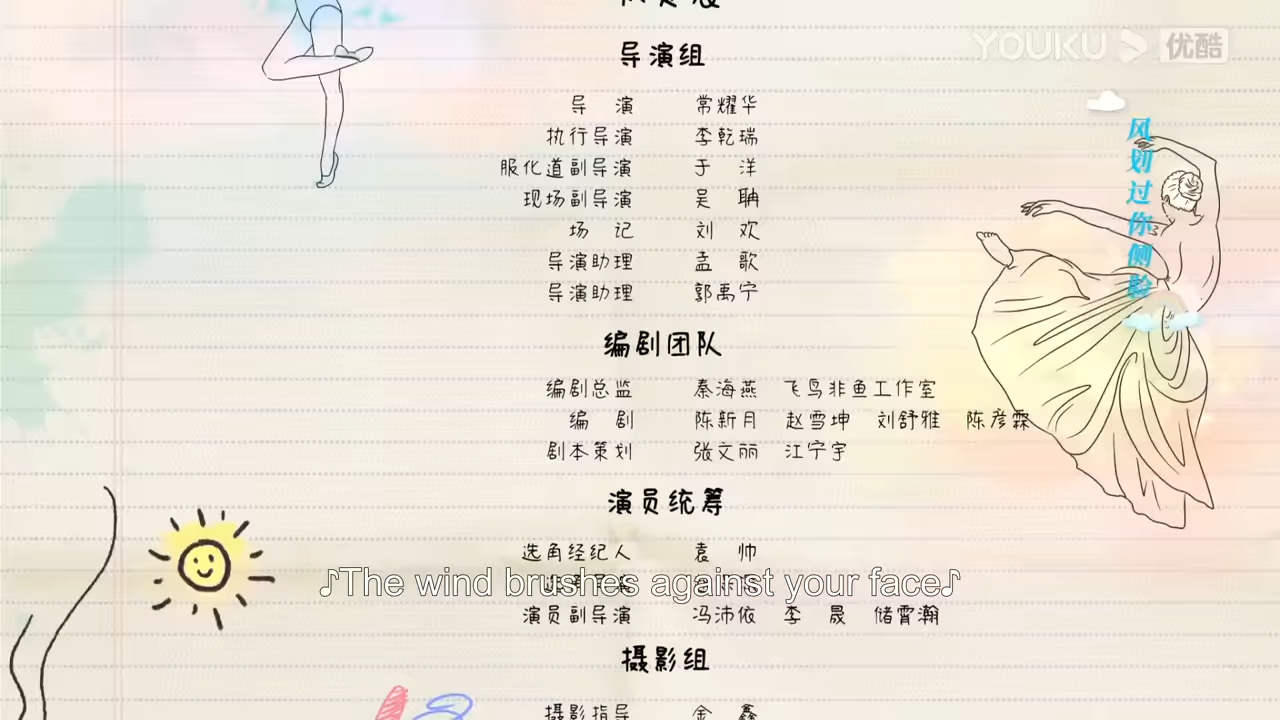 YOUKU 优酷
导演组
导 演 常耀华
执行导演 李乾瑞
服化道副导演 于 洋
现场副导演 吴 聃
场 记 刘 欢
导演助理 孟 歌
导演助理 郭禹宁
风划过你侧脸
编剧团队
编剧总监 秦海燕 飞鸟非鱼工作室
编 剧 陈新月 赵雪坤 刘舒雅 陈彦霖
剧本策划 张文丽 江宁宇
演员统筹
选角经纪人 袁 帅
♪The wind brushes against your face♪
演员副导演 冯沛依 李 晟 储霄瀚
摄影组
摄影指导 金 鑫